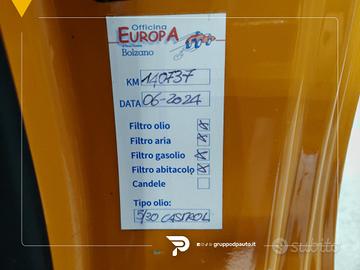 Officina
EUROPA
Bolzano
KM 140737
DATA 06-2024
Filtro olio
Filtro aria
Filtro gasolio
Filtro abitacolo
Candele
Tipo olio:
5/30 CASTROL
www.gruppodpauto.it
subito